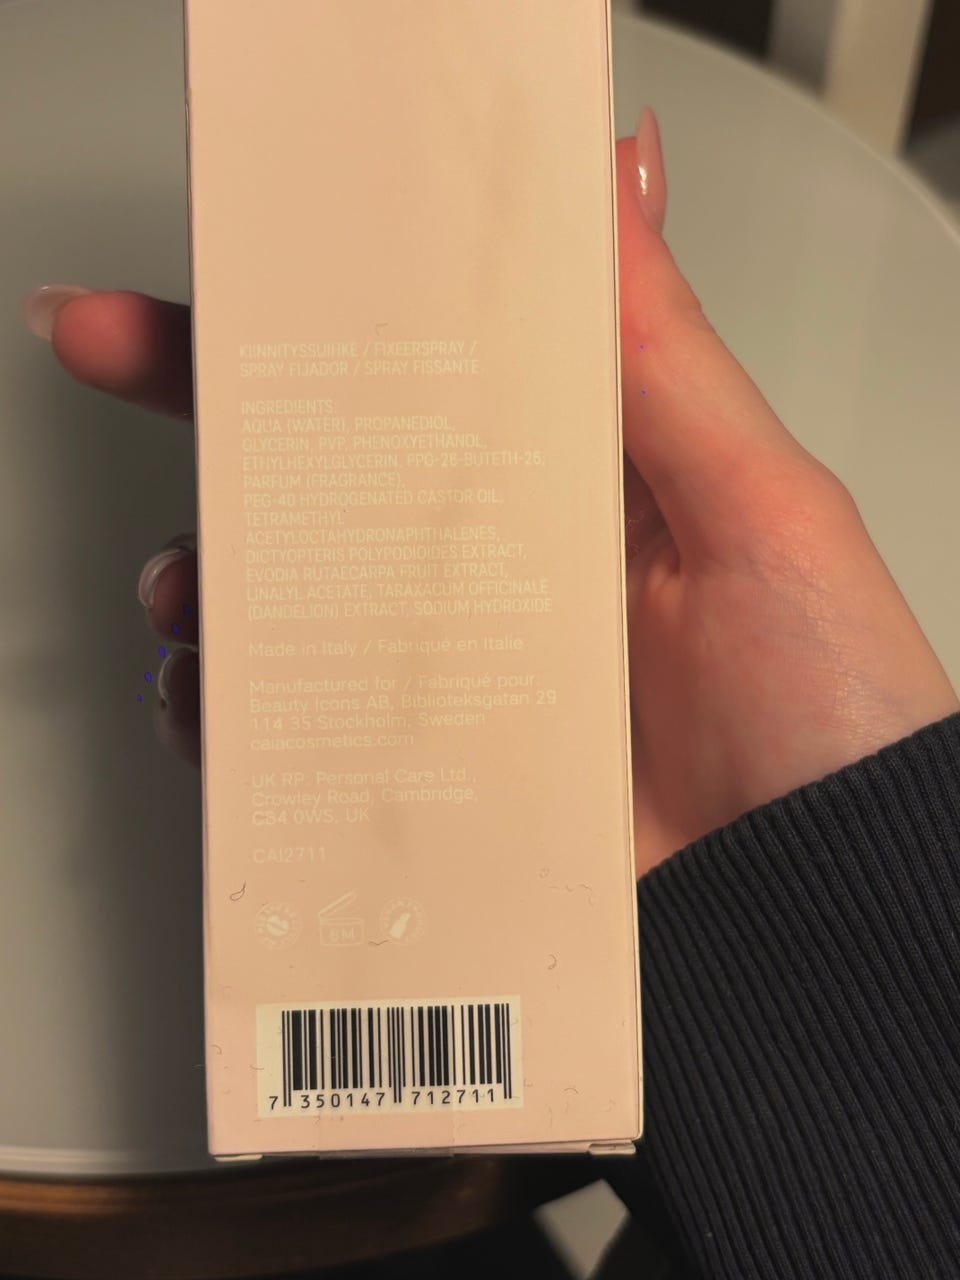 KIINNITYSSUIHKE / FIXEERSPRAY /
SPRAY FIJADOR / SPRAY FISSANTE
INGREDIENTS:
AQUA (WATER), PROPANEDIOL,
GLYCERIN, PVP, PHENOXYETHANOL,
ETHYLHEXYLGLYCERIN, PPG-26-BUTETH-26,
PARFUM (FRAGRANCE),
PEG-40 HYDROGENATED CASTOR OIL,
TETRAMETHYL
ACETYLOCTAHYDRONAPHTHALENES,
DICTYOPTERIS POLYPODIOIDES EXTRACT,
EVODIA RUTAECARPA FRUIT EXTRACT,
LINALYL ACETATE, TARAXACUM OFFICINALE
(DANDELION) EXTRACT, SODIUM HYDROXIDE
Made in Italy / Fabriqué en Italie
Manufactured for / Fabriqué pour:
Beauty Icons AB, Biblioteksgatan 29
114 35 Stockholm, Sweden
caiacosmetics.com
UK RP: Personal Care Ltd.,
Crowley Road, Cambridge,
CB4 0WS, UK
CAI2711
6M
7 350147 712711